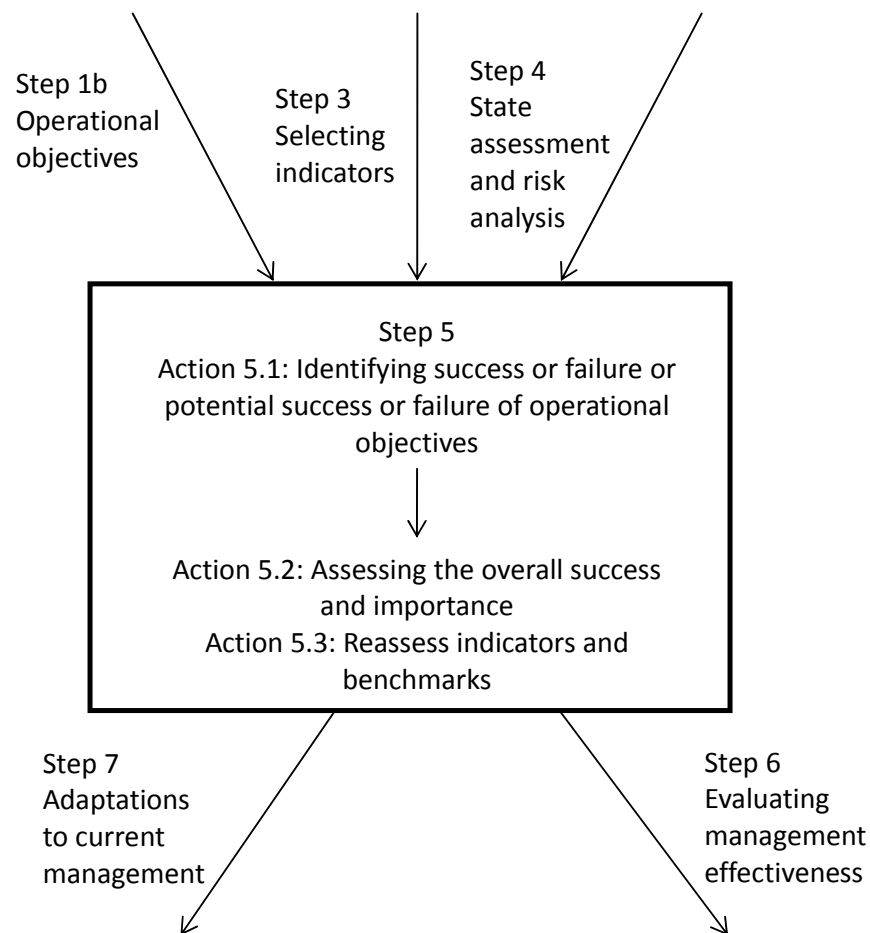 Step 1b
Operational
objectives
Step 3
Selecting
indicators
Step 4
State
assessment
and risk
analysis
Step 5
Action 5.1: Identifying success or failure or
potential success or failure of operational
objectives
Action 5.2: Assessing the overall success
and importance
Action 5.3: Reassess indicators and
benchmarks
Step 7
Adaptations
to current
management
Step 6
Evaluating
management
effectiveness